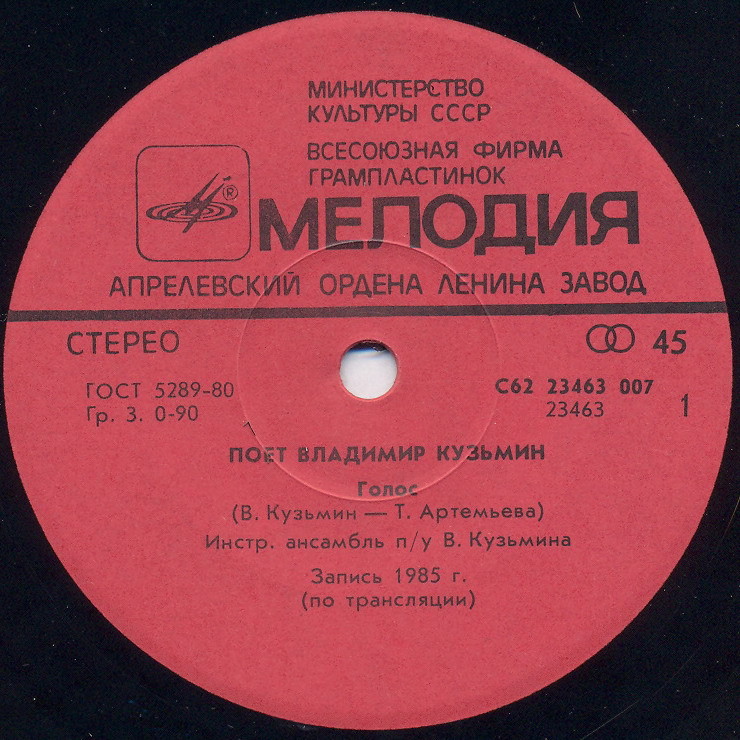 МИНИСТЕРСТВО
КУЛЬТУРЫ СССР
ВСЕСОЮЗНАЯ ФИРМА
ГРАМПЛАСТИНОК
®
МЕЛОДИЯ
АПРЕЛЕВСКИЙ ОРДЕНА ЛЕНИНА ЗАВОД
СТЕРЕО
45
ГОСТ 5289-80
Гр. 3. 0-90
С62 23463 007
23463
1
ПОЕТ ВЛАДИМИР КУЗЬМИН
Голос
(В. Кузьмин — Т. Артемьева)
Инстр. ансамбль п/у В. Кузьмина
Запись 1985 г.
(по трансляции)